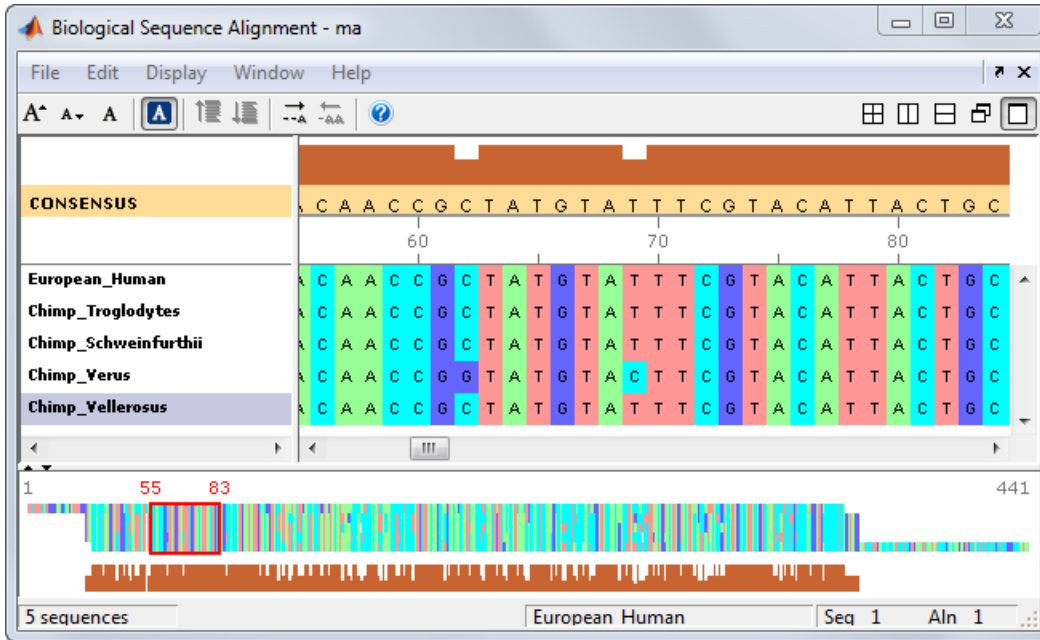 Biological Sequence Alignment - ma
File Edit Display Window Help
A A A A --A -AA ?
CONSENSUS
A C A A C C G C T A T G T A T T T C G T A C A T T A C T G C
60 70 80
European_Human A C A A C C G C T A T G T A T T T C G T A C A T T A C T G C
Chimp_Troglodytes A C A A C C G C T A T G T A T T T C G T A C A T T A C T G C
Chimp_Schweinfurthii A C A A C C G C T A T G T A T T T C G T A C A T T A C T G C
Chimp_Verus A C A A C C G G T A T G T A C T T C G T A C A T T A C T G C
Chimp_Vellerosus A C A A C C G C T A T G T A T T T C G T A C A T T A C T G C
1 55 83 441
5 sequences European Human Seq 1 Aln 1